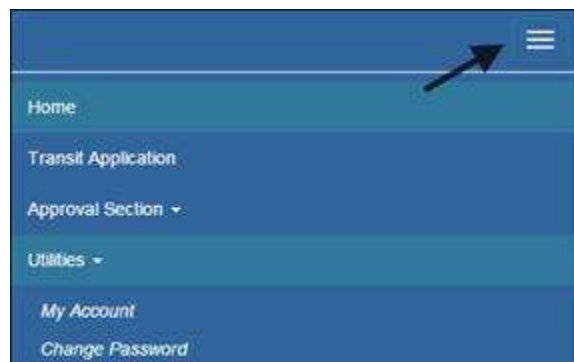 Home
Transit Application
Approval Section
Utilities
My Account
Change Password